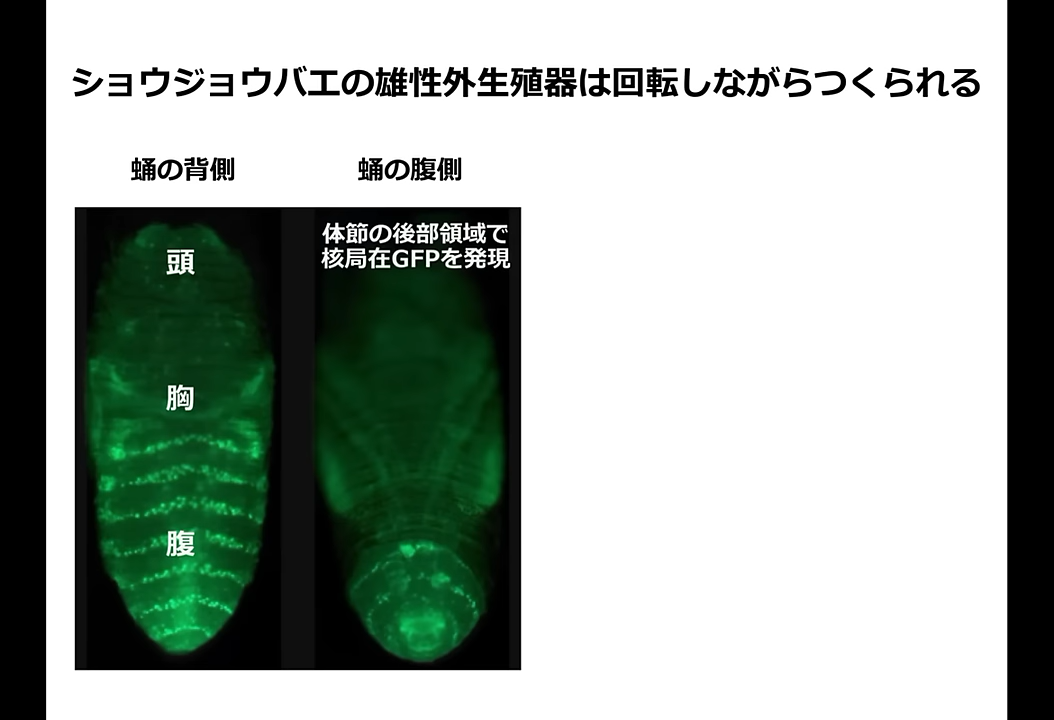 ショウジョウバエの雄性外生殖器は回転しながらつくられる
蛹の背側
蛹の腹側
体節の後部領域で
核局在GFPを発現
頭
胸
腹